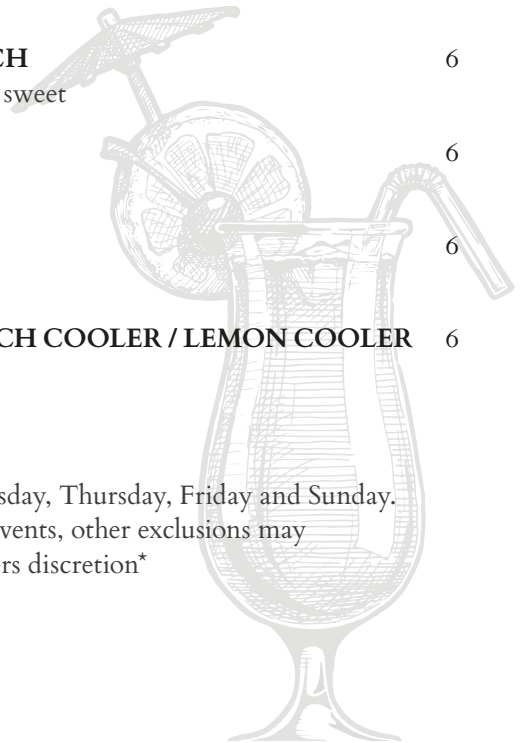 CH 6
sweet
6
6
CH COOLER / LEMON COOLER 6
sday, Thursday, Friday and Sunday.
vents, other exclusions may
ers discretion*